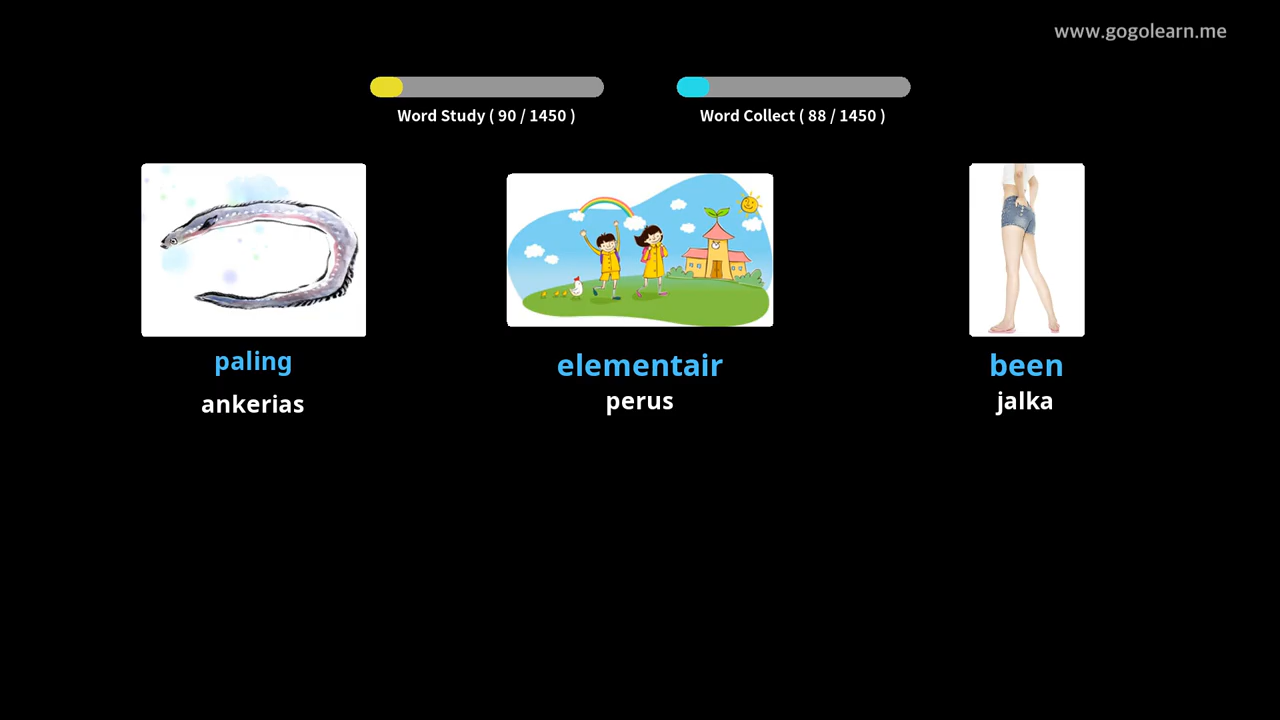 www.gogolearn.me
Word Study ( 90 / 1450 )
Word Collect ( 88 / 1450 )
paling
elementair
been
ankerias
perus
jalka